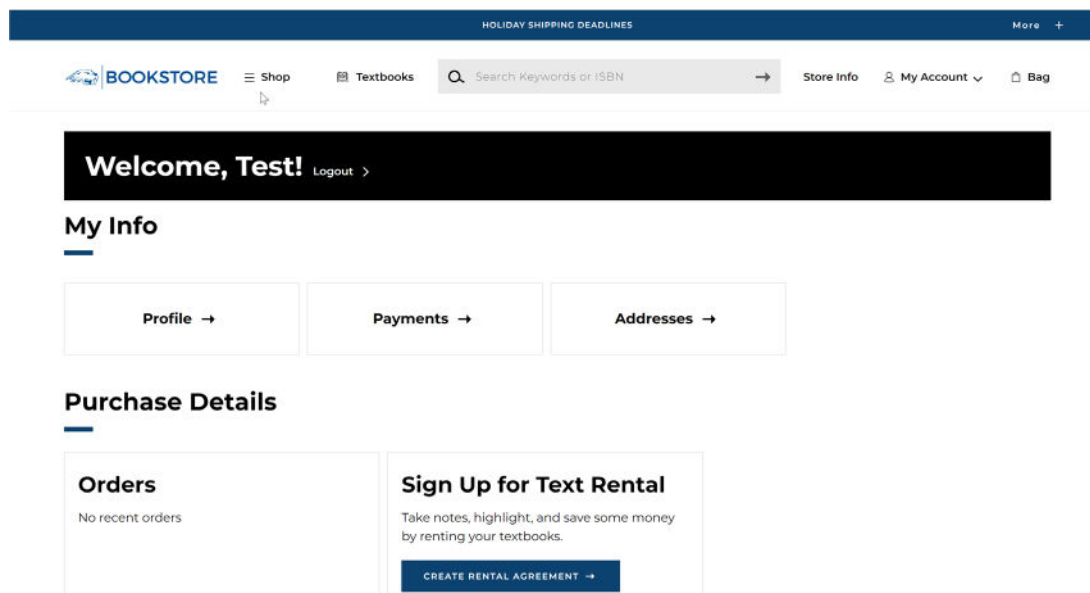 HOLIDAY SHIPPING DEADLINES
More +
BOOKSTORE
Shop
Textbooks
Search Keywords or ISBN
Store Info
My Account
Bag
Welcome, Test! Logout >
My Info
Profile →
Payments →
Addresses →
Purchase Details
Orders
No recent orders
Sign Up for Text Rental
Take notes, highlight, and save some money
by renting your textbooks.
CREATE RENTAL AGREEMENT →